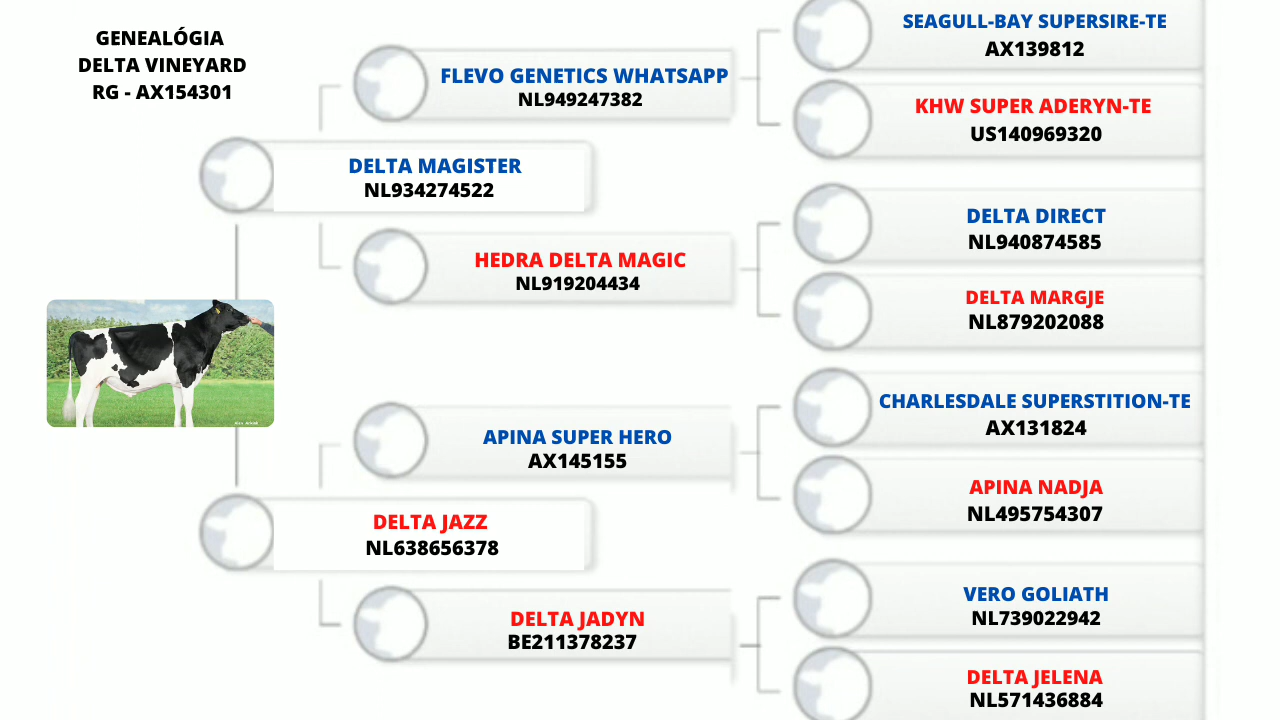 GENEALÓGIA
DELTA VINEYARD
RG - AX154301
FLEVO GENETICS WHATSAPP
NL949247382
DELTA MAGISTER
NL934274522
HEDRA DELTA MAGIC
NL919204434
APINA SUPER HERO
AX145155
DELTA JAZZ
NL638656378
DELTA JADYN
BE211378237
SEAGULL-BAY SUPERSIRE-TE
AX139812
KHW SUPER ADERYN-TE
US140969320
DELTA DIRECT
NL940874585
DELTA MARGJE
NL879202088
CHARLESDALE SUPERSTITION-TE
AX131824
APINA NADJA
NL495754307
VERO GOLIATH
NL739022942
DELTA JELENA
NL571436884